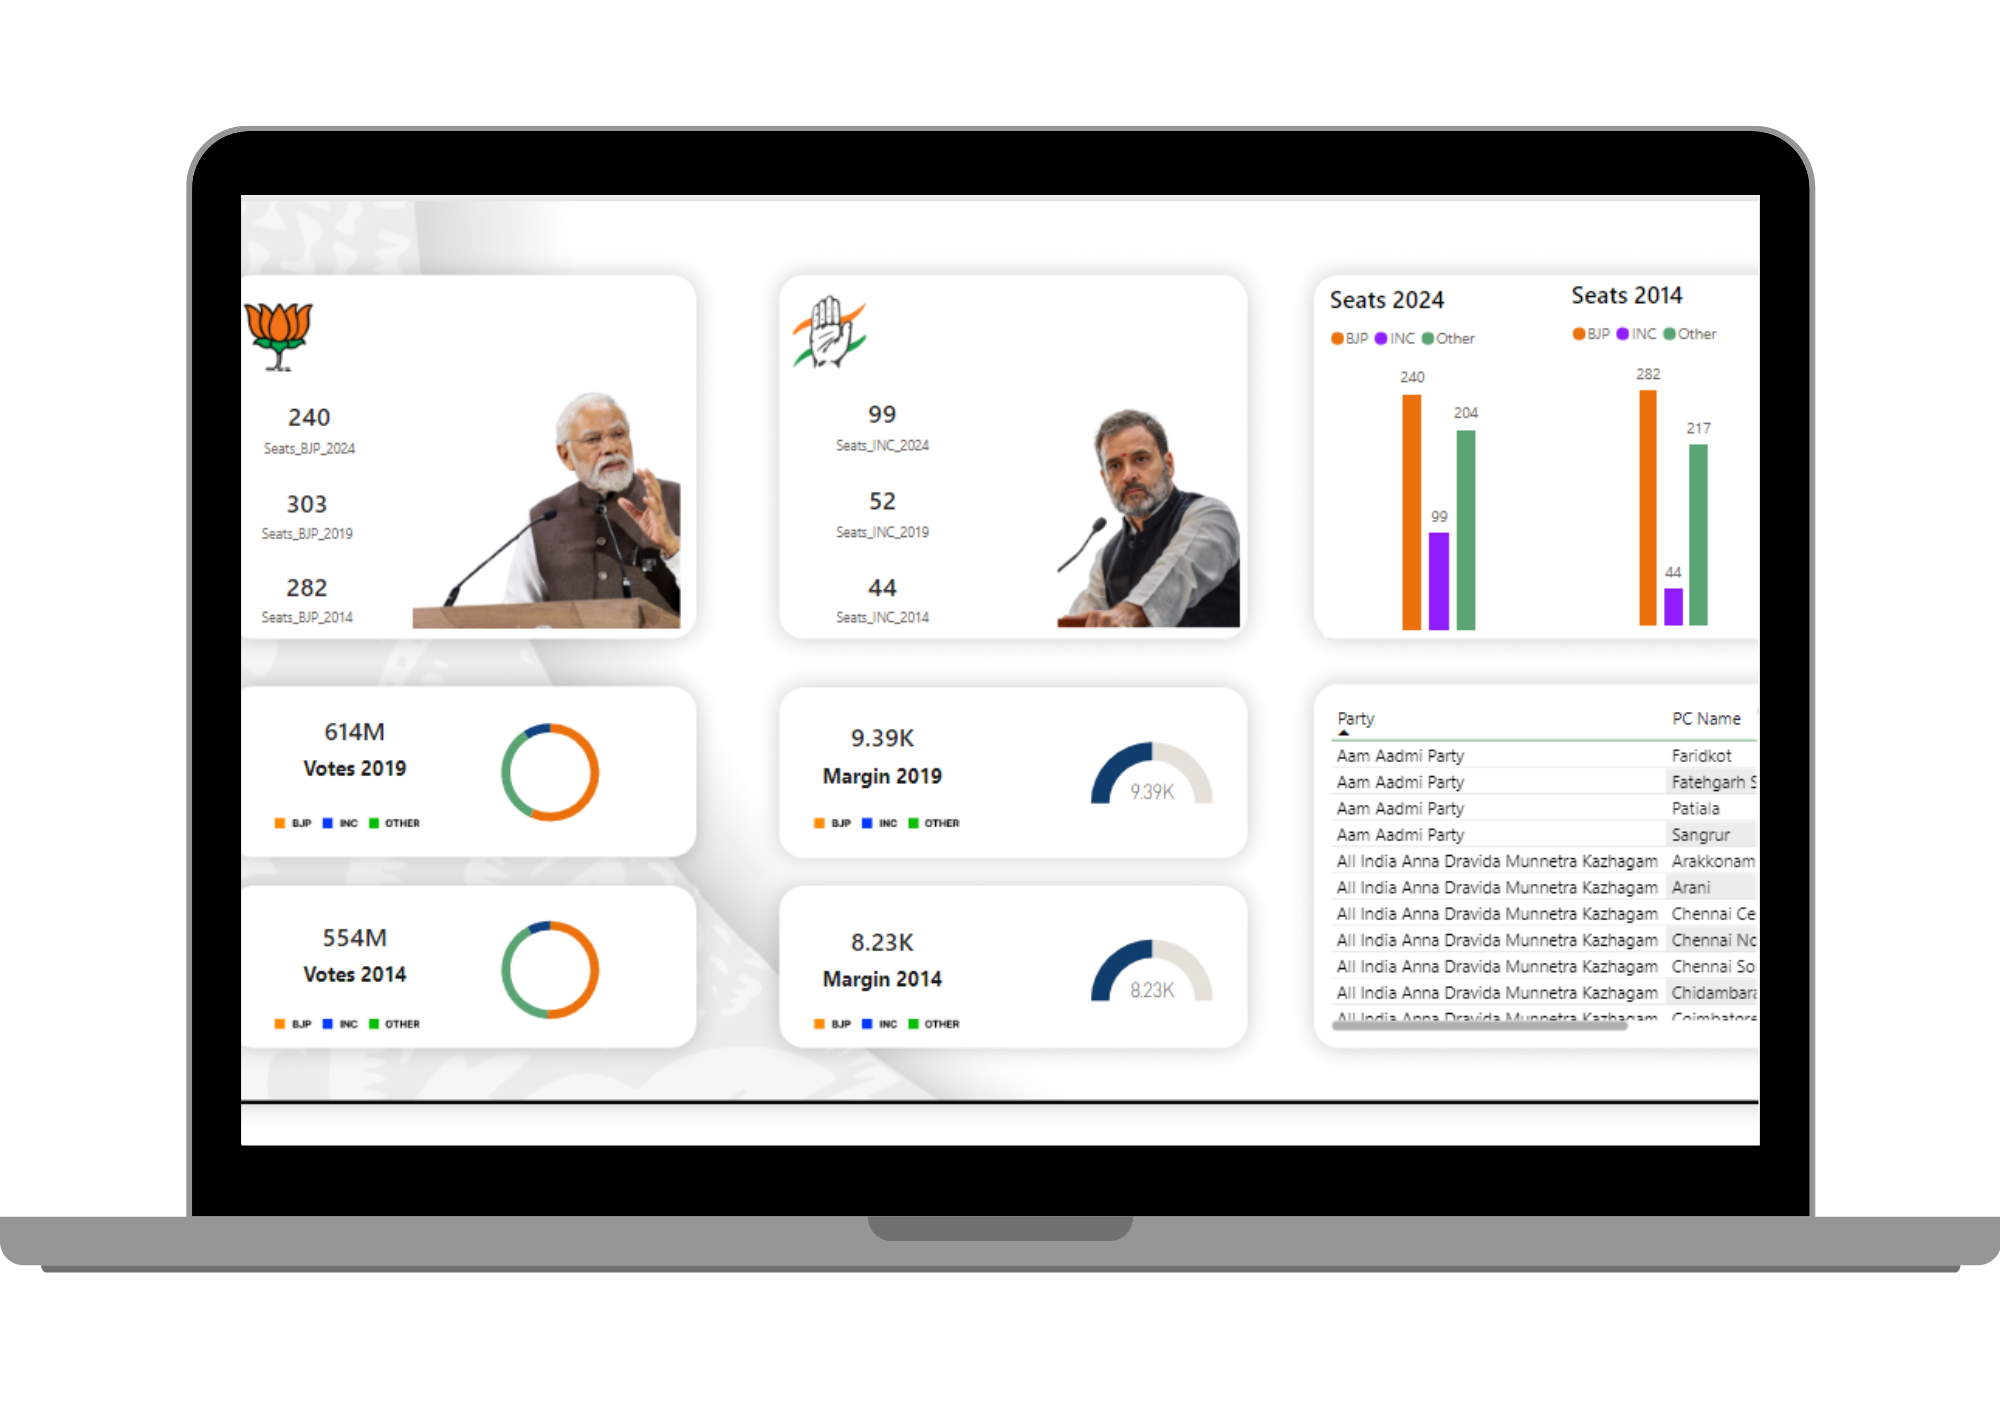 240
Seats_BJP_2024
303
Seats_BJP_2019
282
Seats_BJP_2014
99
Seats_INC_2024
52
Seats_INC_2019
44
Seats_INC_2014
Seats 2024
BJP INC Other
240
99
204
Seats 2014
BJP INC Other
282
44
217
614M
Votes 2019
BJP INC OTHER
9.39K
Margin 2019
9.39K
BJP INC OTHER
554M
Votes 2014
BJP INC OTHER
8.23K
Margin 2014
8.23K
BJP INC OTHER
Party PC Name
Aam Aadmi Party Faridkot
Aam Aadmi Party Fatehgarh S
Aam Aadmi Party Patiala
Aam Aadmi Party Sangrur
All India Anna Dravida Munnetra Kazhagam Arakkonam
All India Anna Dravida Munnetra Kazhagam Arani
All India Anna Dravida Munnetra Kazhagam Chennai Ce
All India Anna Dravida Munnetra Kazhagam Chennai No
All India Anna Dravida Munnetra Kazhagam Chennai So
All India Anna Dravida Munnetra Kazhagam Chidambara
All India Anna Dravida Munnetra Kazhagam Coimbatore